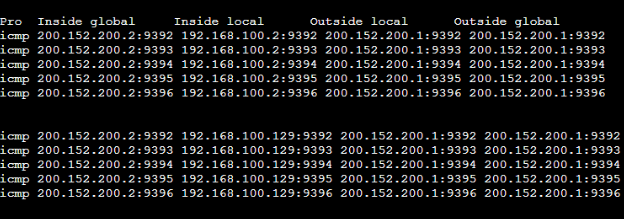 Pro Inside global Inside local Outside local Outside global
icmp 200.152.200.2:9392 192.168.100.2:9392 200.152.200.1:9392 200.152.200.1:9392
icmp 200.152.200.2:9393 192.168.100.2:9393 200.152.200.1:9393 200.152.200.1:9393
icmp 200.152.200.2:9394 192.168.100.2:9394 200.152.200.1:9394 200.152.200.1:9394
icmp 200.152.200.2:9395 192.168.100.2:9395 200.152.200.1:9395 200.152.200.1:9395
icmp 200.152.200.2:9396 192.168.100.2:9396 200.152.200.1:9396 200.152.200.1:9396
icmp 200.152.200.2:9392 192.168.100.129:9392 200.152.200.1:9392 200.152.200.1:9392
icmp 200.152.200.2:9393 192.168.100.129:9393 200.152.200.1:9393 200.152.200.1:9393
icmp 200.152.200.2:9394 192.168.100.129:9394 200.152.200.1:9394 200.152.200.1:9394
icmp 200.152.200.2:9395 192.168.100.129:9395 200.152.200.1:9395 200.152.200.1:9395
icmp 200.152.200.2:9396 192.168.100.129:9396 200.152.200.1:9396 200.152.200.1:9396